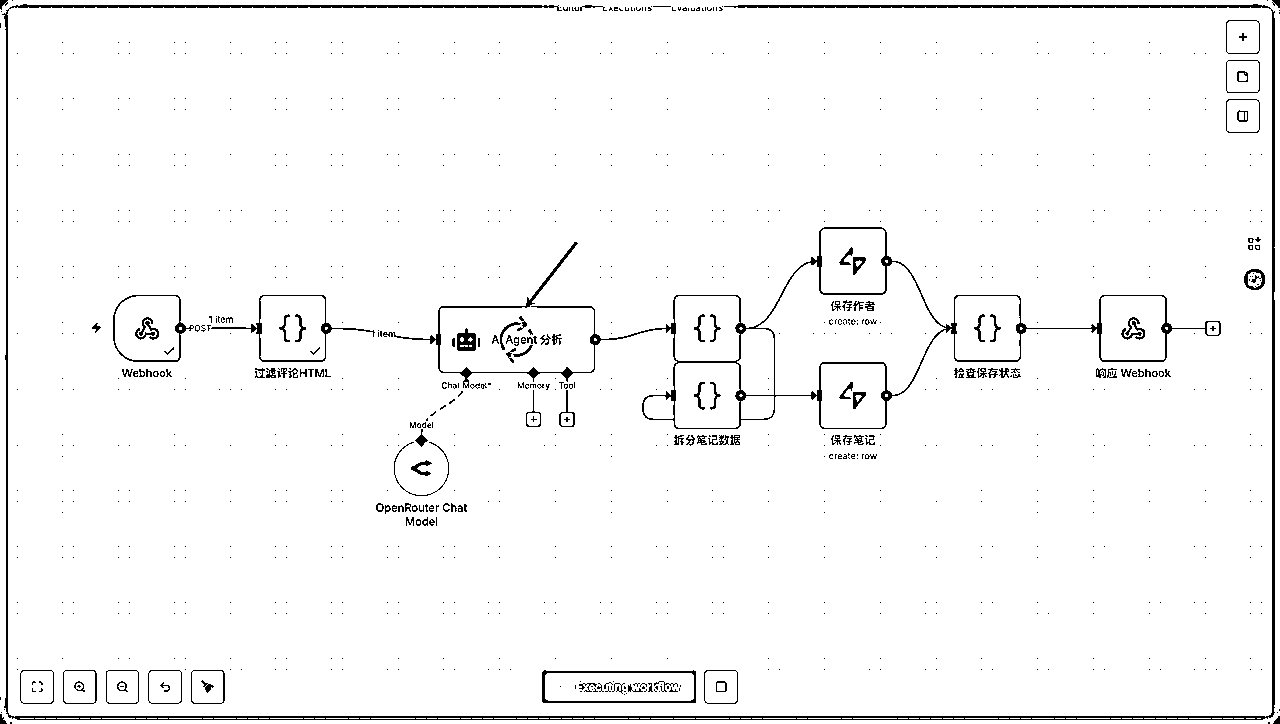 Editor Executions Evaluations
POST
1 item
1 item
Webhook
过滤评论HTML
AI Agent 分析
Chat Model*
Memory
Tool
Model
OpenRouter Chat
Model
拆分笔记数据
保存作者
create: row
保存笔记
create: row
检查保存状态
响应 Webhook
Executing workflow